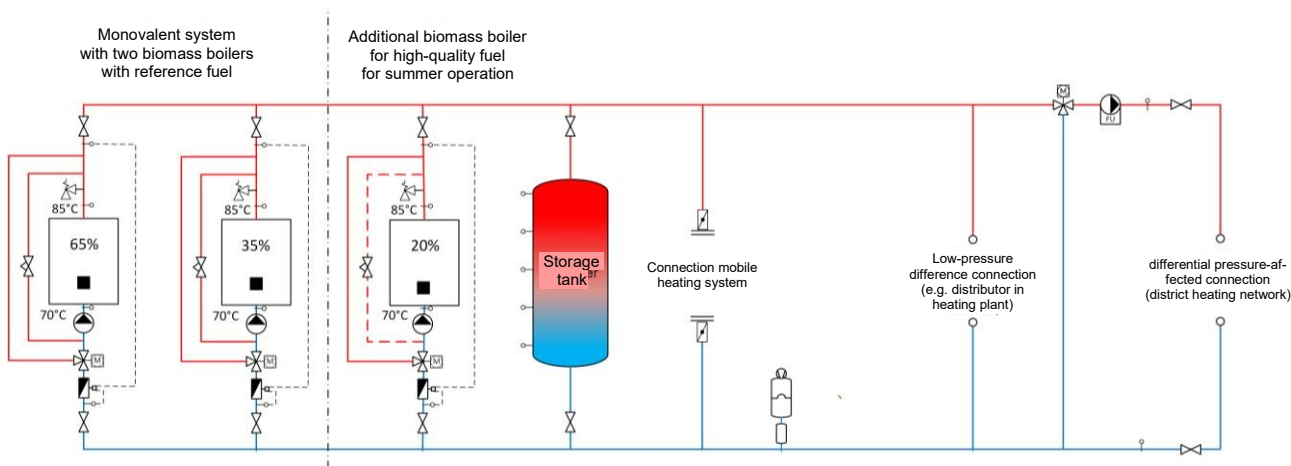 Monovalent system
with two biomass boilers
with reference fuel
Additional biomass boiler
for high-quality fuel
for summer operation
M
FU
85°C
85°C
85°C
65%
35%
20%
Storage
tank
er
Connection mobile
heating system
Low-pressure
difference connection
(e.g. distributor in
heating plant)
differential pressure-af-
fected connection
(district heating network)
70°C
70°C
70°C
M
M
M